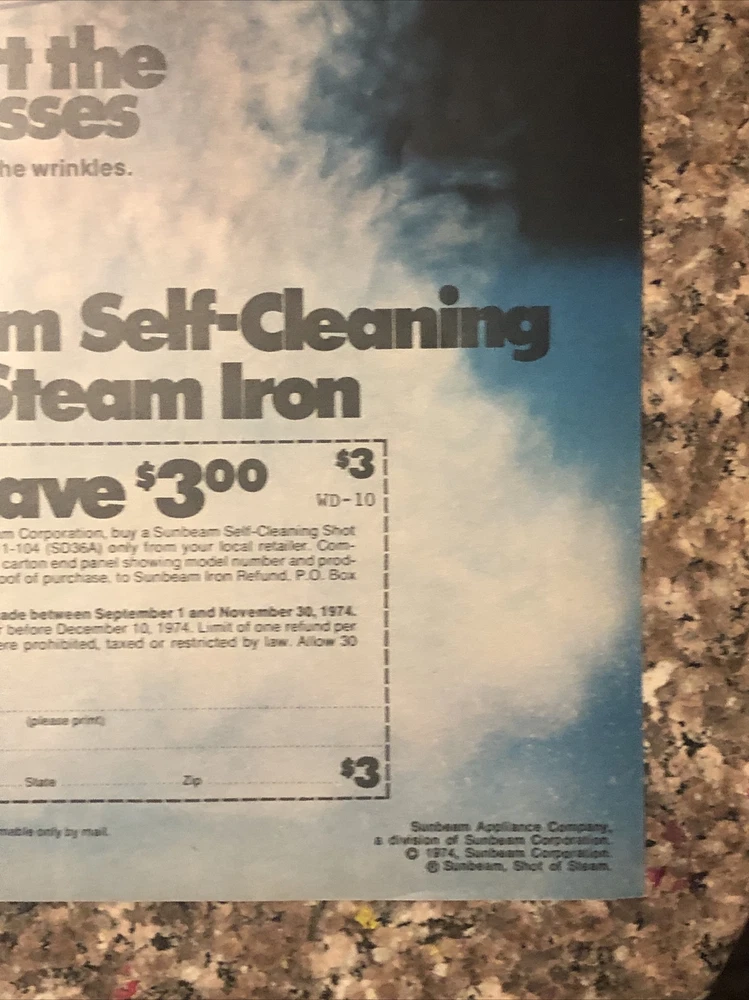 t the
sses
he wrinkles.
m Self-Cleaning
Steam Iron
ave $3⁰⁰ $3
WD-10
m Corporation, buy a Sunbeam Self-Cleaning Shot
1-104 (SD36A) only from your local retailer. Com-
carton end panel showing model number and prod-
oof of purchase, to Sunbeam Iron Refund, P.O. Box
ade between September 1 and November 30, 1974.
r before December 10, 1974. Limit of one refund per
ere prohibited, taxed or restricted by law. Allow 30
(please print)
State Zip $3
mable only by mail.
Sunbeam Appliance Company,
a division of Sunbeam Corporation.
© 1974, Sunbeam Corporation.
® Sunbeam, Shot of Steam.